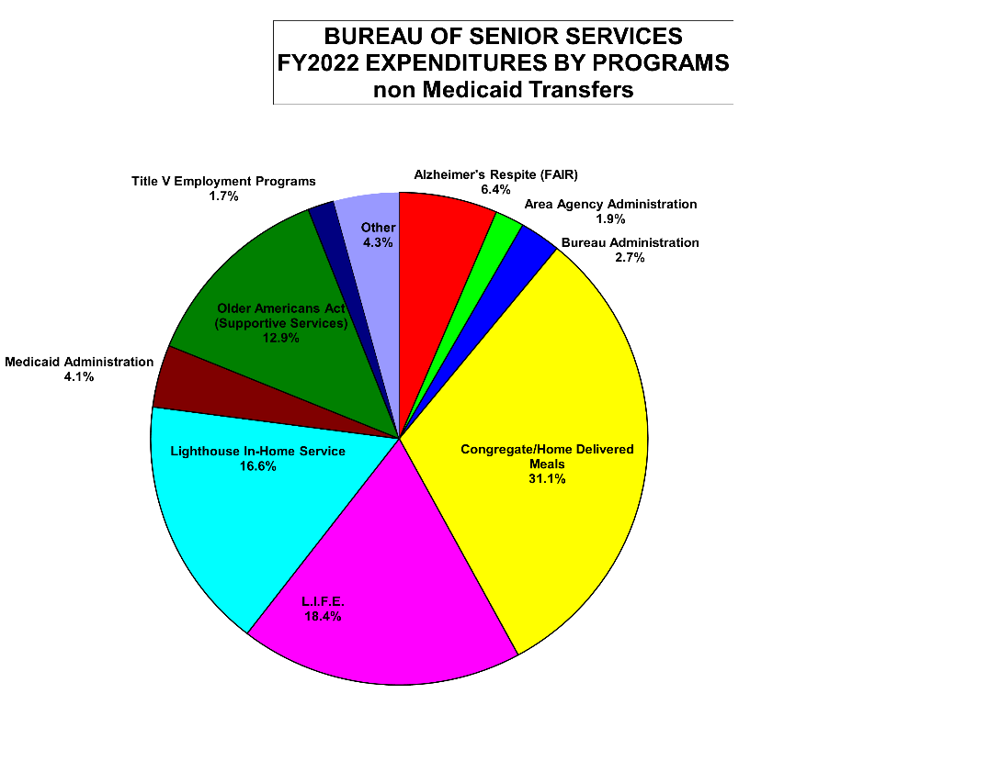 BUREAU OF SENIOR SERVICES
FY2022 EXPENDITURES BY PROGRAMS
non Medicaid Transfers
Alzheimer's Respite (FAIR)
6.4%
Title V Employment Programs
1.7%
Area Agency Administration
1.9%
Other
4.3%
Bureau Administration
2.7%
Older Americans Act
(Supportive Services)
12.9%
Medicaid Administration
4.1%
Lighthouse In-Home Service
16.6%
Congregate/Home Delivered
Meals
31.1%
L.I.F.E.
18.4%